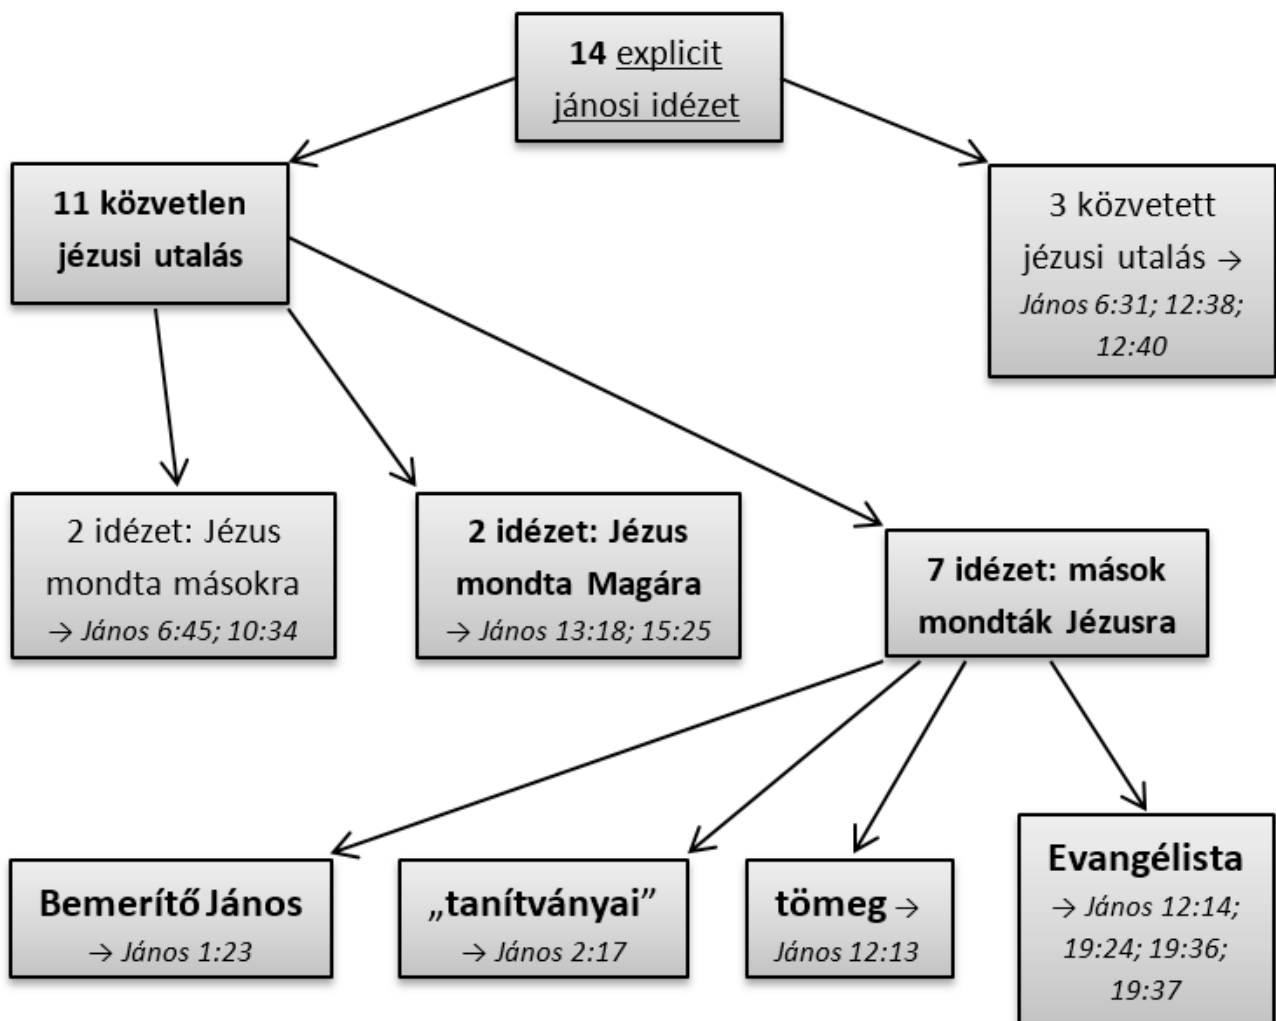 14 explicit
jánosi idézet
11 közvetlen
jézusi utalás
3 közvetett
jézusi utalás →
János 6:31; 12:38;
12:40
2 idézet: Jézus
mondta másokra
→ János 6:45; 10:34
2 idézet: Jézus
mondta Magára
→ János 13:18; 15:25
7 idézet: mások
mondták Jézusra
Bemerítő János
→ János 1:23
„tanítványai”
→ János 2:17
tömeg →
János 12:13
Evangélista
→ János 12:14;
19:24; 19:36;
19:37